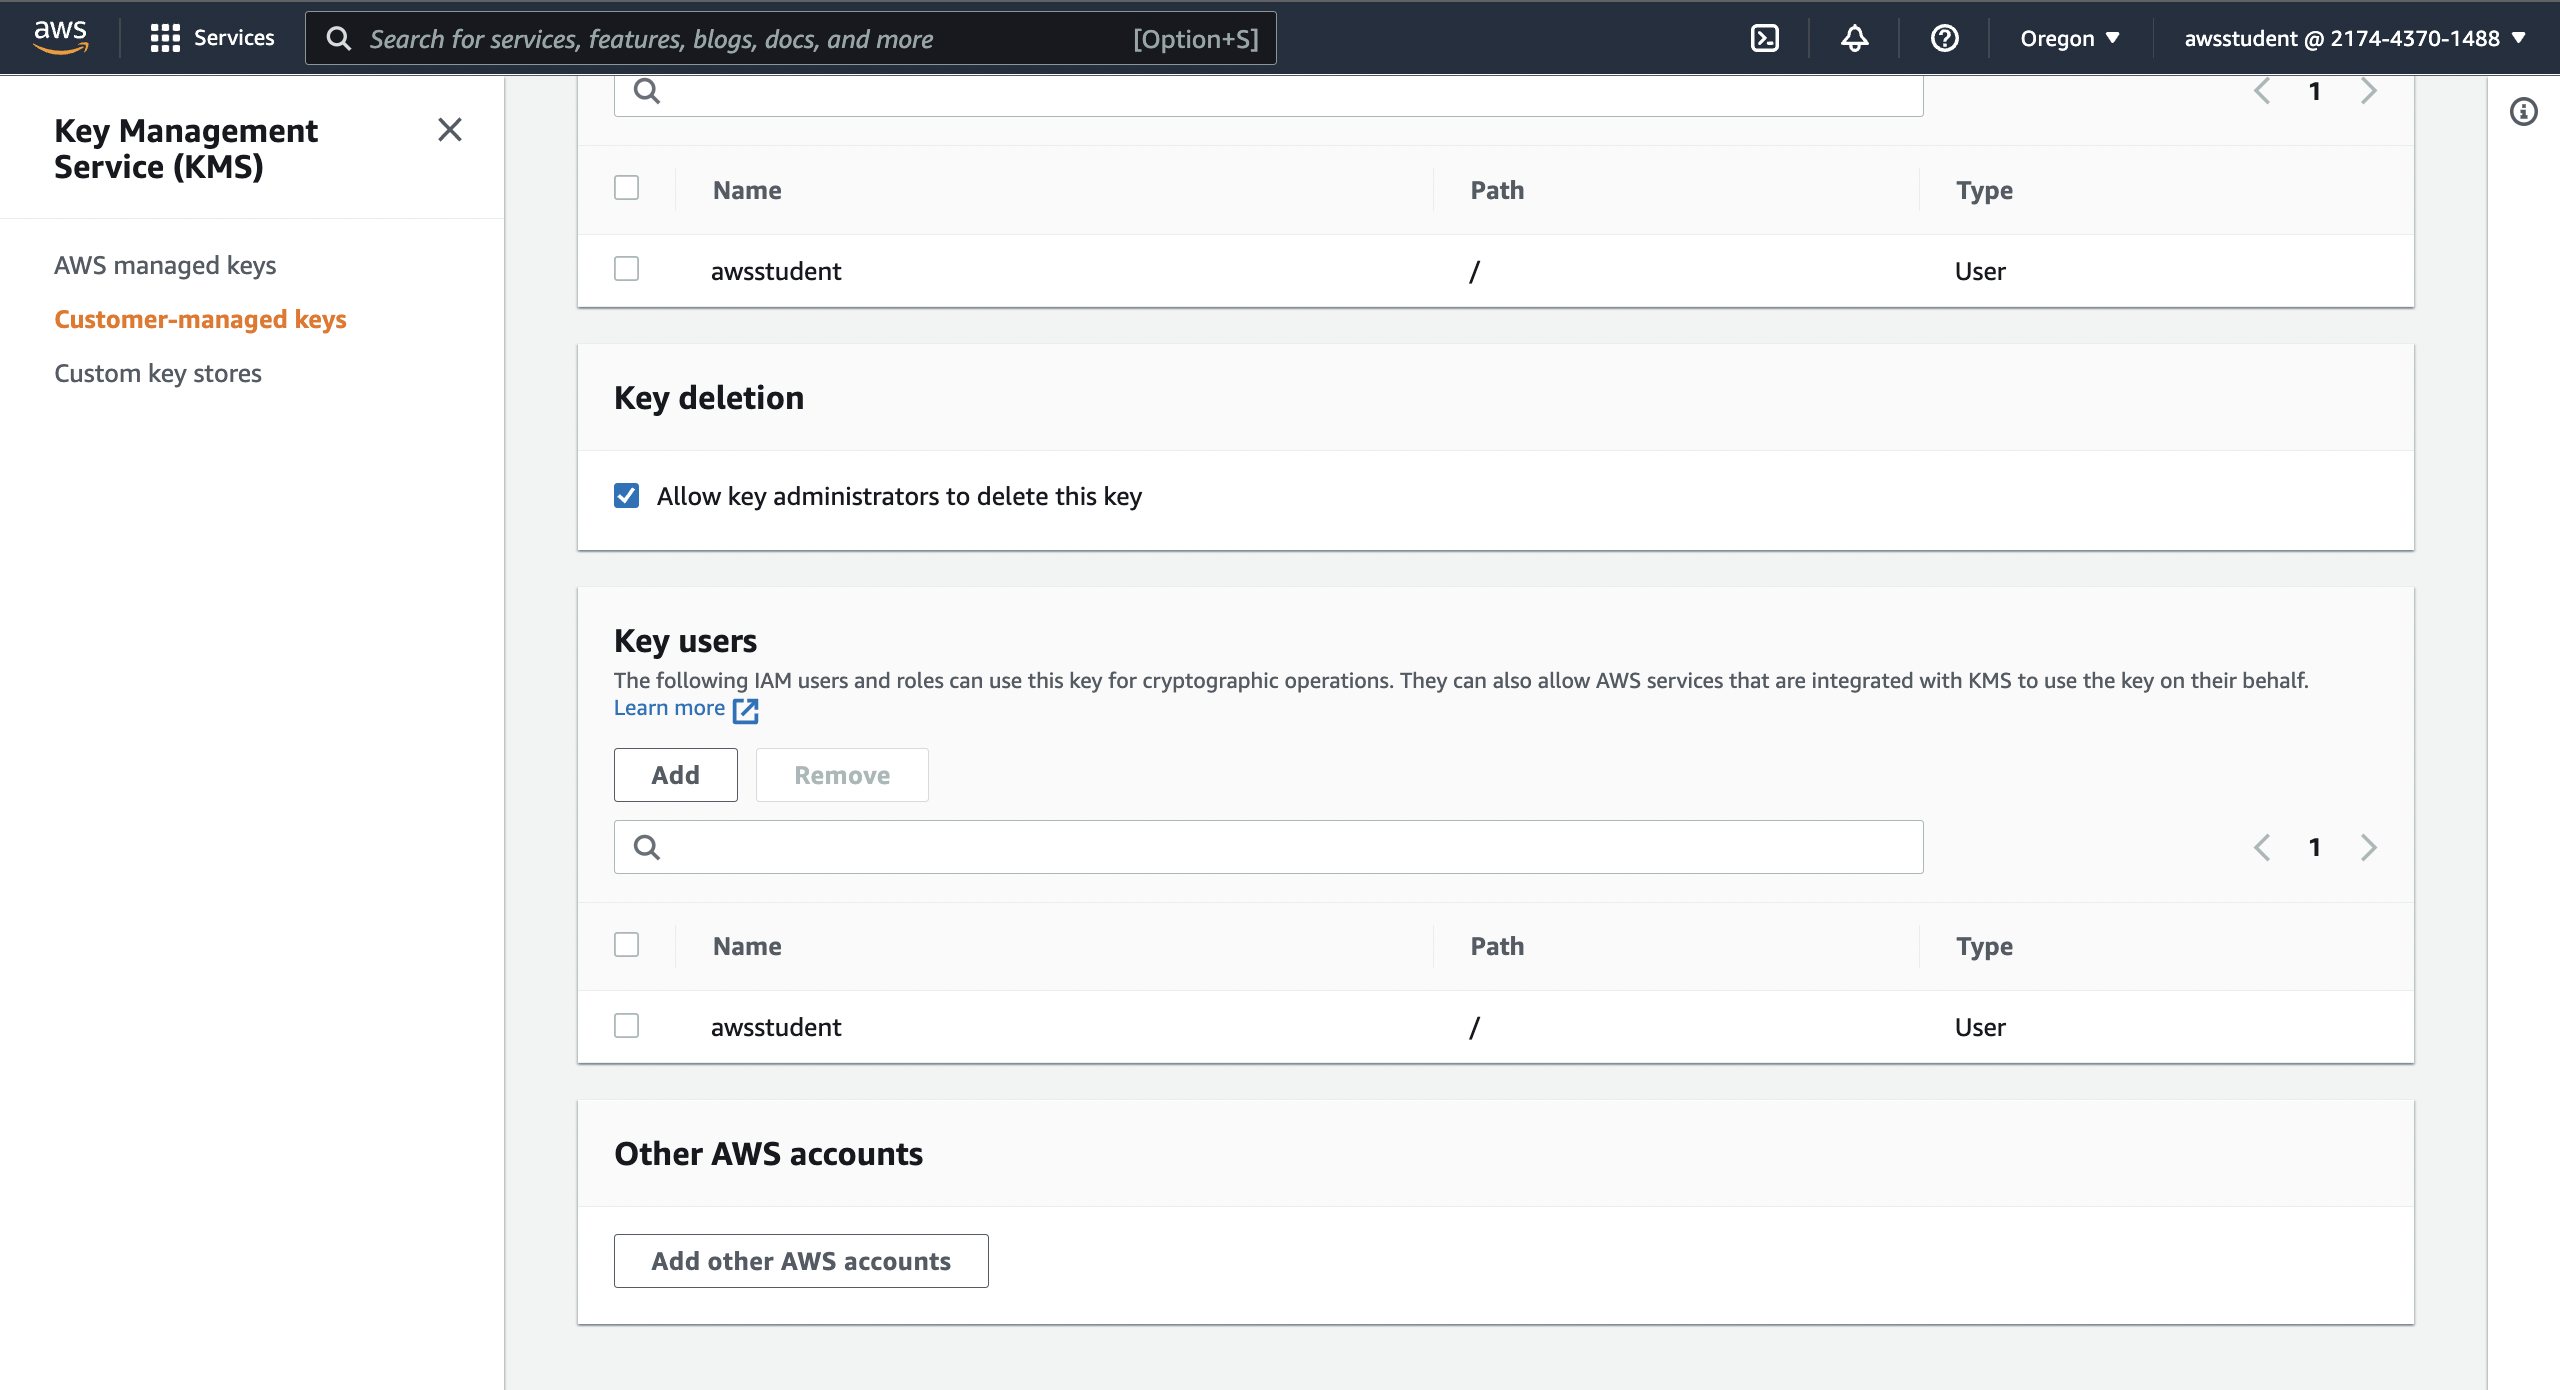 aws
Services
Search for services, features, blogs, docs, and more
[Option+S]
Oregon
awsstudent @ 2174-4370-1488
Key Management
Service (KMS)
AWS managed keys
Customer-managed keys
Custom key stores
1
Name
Path
Type
awsstudent
/
User
Key deletion
Allow key administrators to delete this key
Key users
The following IAM users and roles can use this key for cryptographic operations. They can also allow AWS services that are integrated with KMS to use the key on their behalf.
Learn more
Add
Remove
1
Name
Path
Type
awsstudent
/
User
Other AWS accounts
Add other AWS accounts